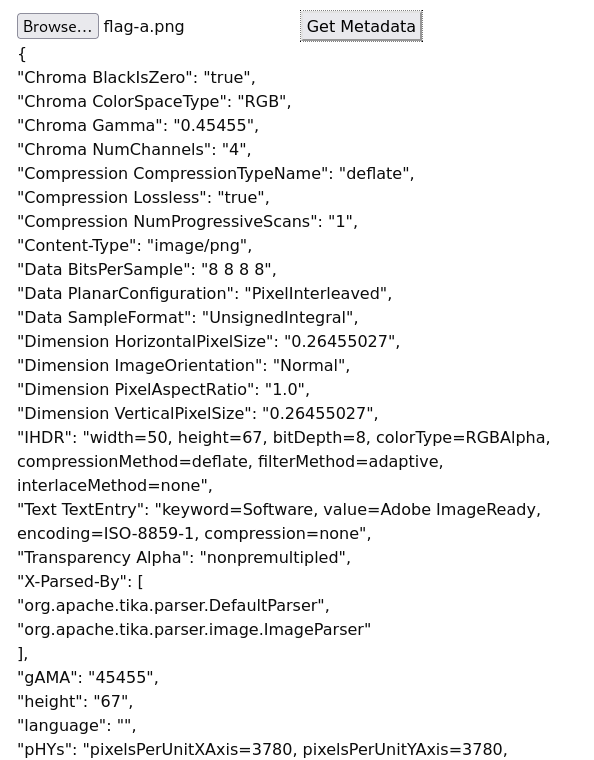 Browse... flag-a.png Get Metadata
{
"Chroma BlackIsZero": "true",
"Chroma ColorSpaceType": "RGB",
"Chroma Gamma": "0.45455",
"Chroma NumChannels": "4",
"Compression CompressionTypeName": "deflate",
"Compression Lossless": "true",
"Compression NumProgressiveScans": "1",
"Content-Type": "image/png",
"Data BitsPerSample": "8 8 8 8",
"Data PlanarConfiguration": "PixelInterleaved",
"Data SampleFormat": "UnsignedIntegral",
"Dimension HorizontalPixelSize": "0.26455027",
"Dimension ImageOrientation": "Normal",
"Dimension PixelAspectRatio": "1.0",
"Dimension VerticalPixelSize": "0.26455027",
"IHDR": "width=50, height=67, bitDepth=8, colorType=RGBAlpha,
compressionMethod=deflate, filterMethod=adaptive,
interlaceMethod=none",
"Text TextEntry": "keyword=Software, value=Adobe ImageReady,
encoding=ISO-8859-1, compression=none",
"Transparency Alpha": "nonpremultipled",
"X-Parsed-By": [
"org.apache.tika.parser.DefaultParser",
"org.apache.tika.parser.image.ImageParser"
],
"gAMA": "45455",
"height": "67",
"language": "",
"pHYs": "pixelsPerUnitXAxis=3780, pixelsPerUnitYAxis=3780,